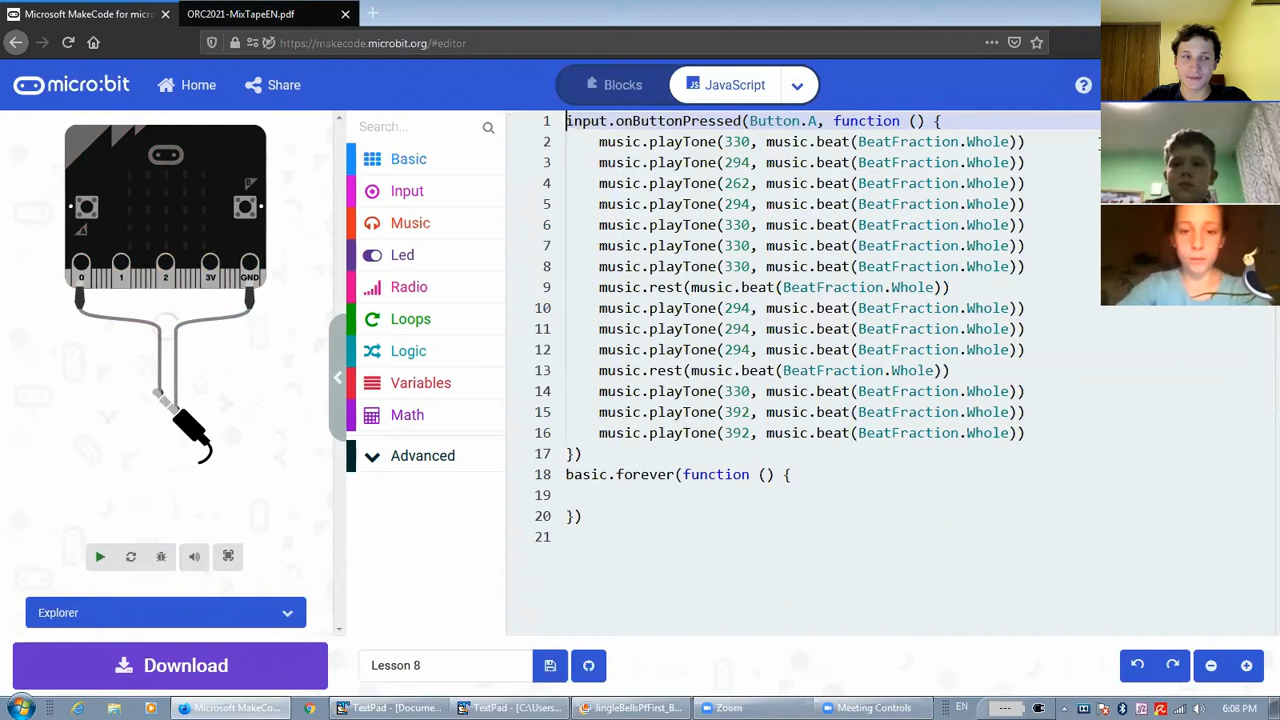 Microsoft MakeCode for micro:
ORC2021-MixTapeEN.pdf
https://makecode.microbit.org/#editor
micro:bit
Home
Share
Blocks
JavaScript
Search...
Basic
Input
Music
Led
Radio
Loops
Logic
Variables
Math
Advanced
B
A
0 1 2 3V GND
1 input.onButtonPressed(Button.A, function () {
2 music.playTone(330, music.beat(BeatFraction.Whole))
3 music.playTone(294, music.beat(BeatFraction.Whole))
4 music.playTone(262, music.beat(BeatFraction.Whole))
5 music.playTone(294, music.beat(BeatFraction.Whole))
6 music.playTone(330, music.beat(BeatFraction.Whole))
7 music.playTone(330, music.beat(BeatFraction.Whole))
8 music.playTone(330, music.beat(BeatFraction.Whole))
9 music.rest(music.beat(BeatFraction.Whole))
10 music.playTone(294, music.beat(BeatFraction.Whole))
11 music.playTone(294, music.beat(BeatFraction.Whole))
12 music.playTone(294, music.beat(BeatFraction.Whole))
13 music.rest(music.beat(BeatFraction.Whole))
14 music.playTone(330, music.beat(BeatFraction.Whole))
15 music.playTone(392, music.beat(BeatFraction.Whole))
16 music.playTone(392, music.beat(BeatFraction.Whole))
17 })
18 basic.forever(function () {
19
20 })
21
Explorer
Download
Lesson 8
Microsoft MakeCo...
TextPad - [Docume...
TextPad - [C:\Users...
JingleBellsPfFirst_B...
Zoom
Meeting Controls
EN
6:08 PM